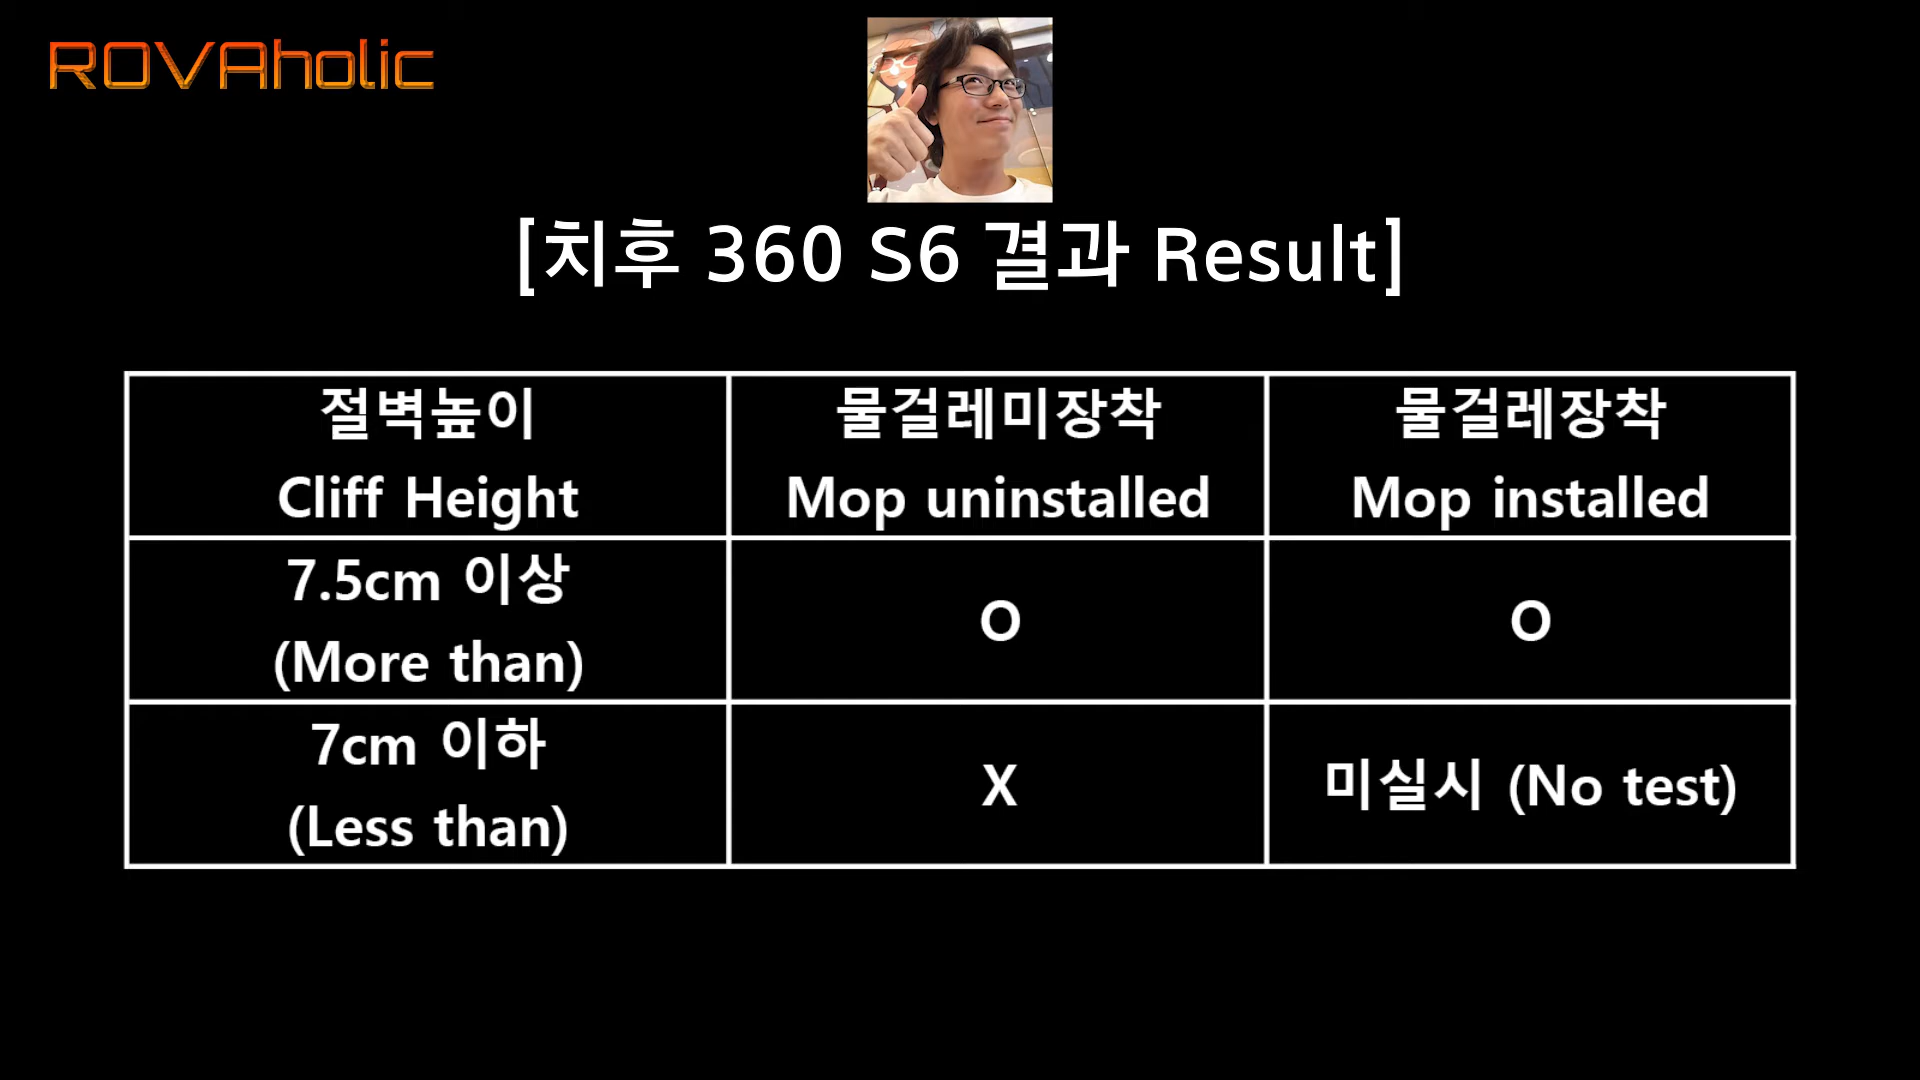 ROVAholic
[치후 360 S6 결과 Result]
절벽높이
Cliff Height
물걸레미장착
Mop uninstalled
물걸레장착
Mop installed
7.5cm 이상
(More than)
O
O
7cm 이하
(Less than)
X
미실시 (No test)